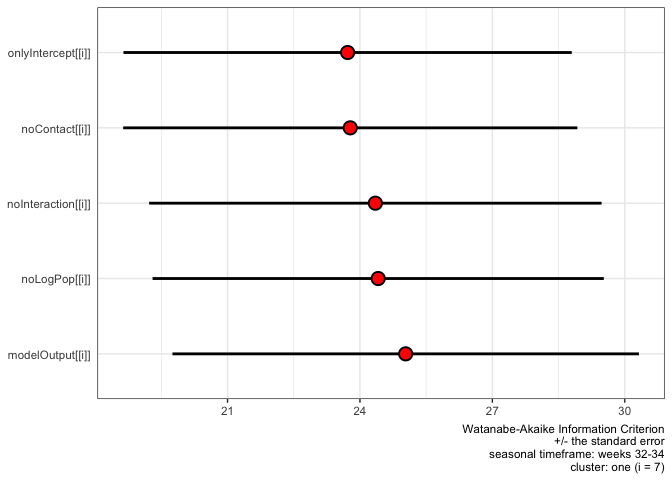 onlyIntercept[[i]]
noContact[[i]]
noInteraction[[i]]
noLogPop[[i]]
modelOutput[[i]]
21 24 27 30
Watanabe-Akaike Information Criterion
+/- the standard error
seasonal timeframe: weeks 32-34
cluster: one (i = 7)